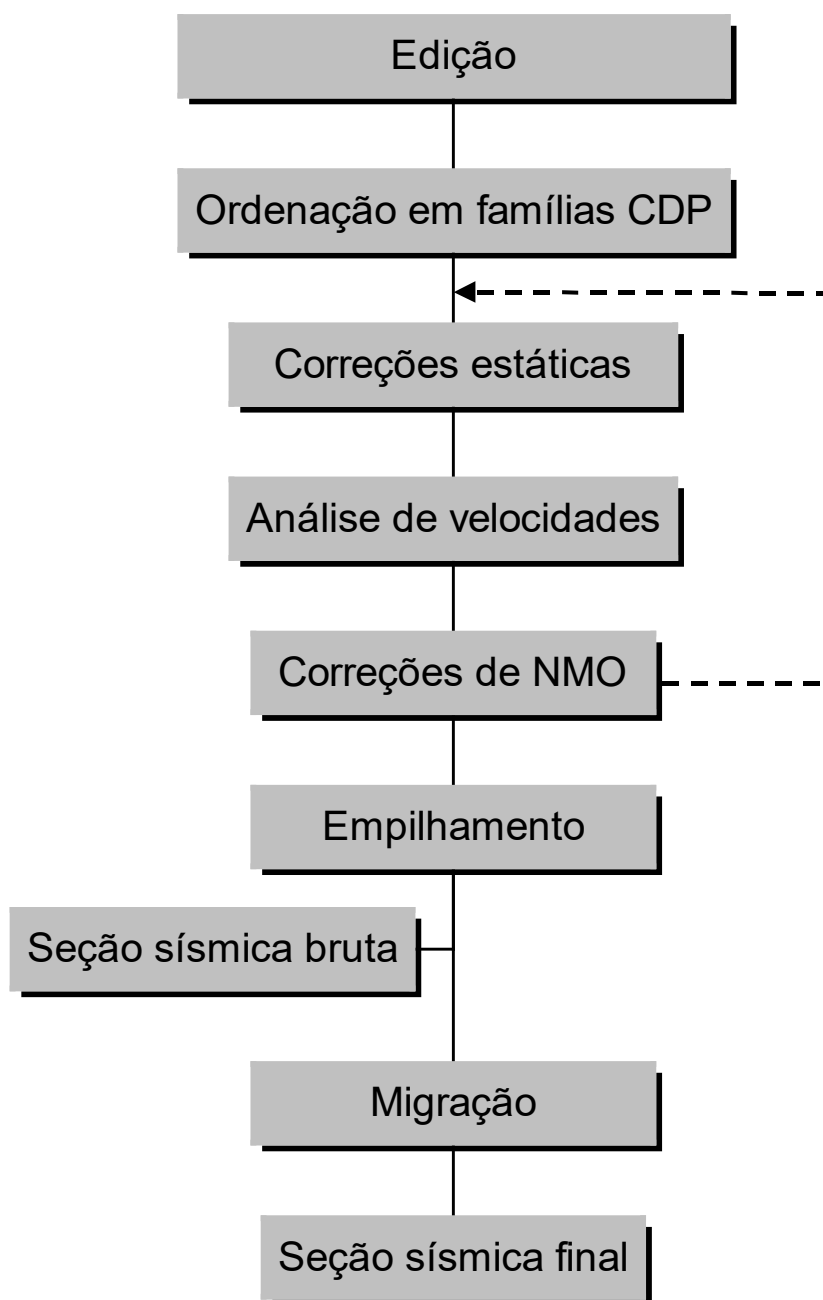 Edição
Ordenação em famílias CDP
Correções estáticas
Análise de velocidades
Correções de NMO
Empilhamento
Seção sísmica bruta
Migração
Seção sísmica final